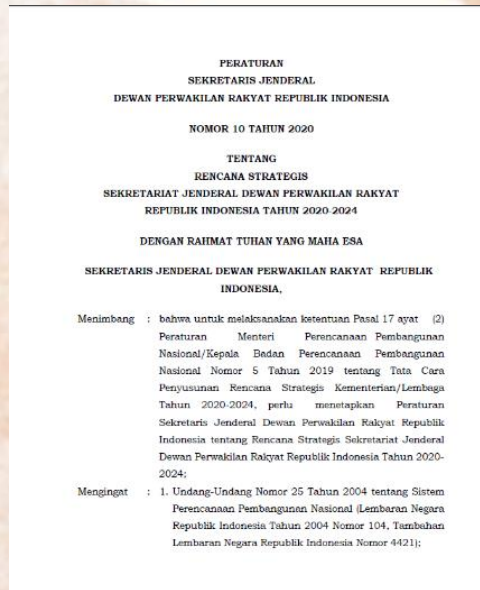 PERATURAN
SEKRETARIS JENDERAL
DEWAN PERWAKILAN RAKYAT REPUBLIK INDONESIA
NOMOR 10 TAHUN 2020
TENTANG
RENCANA STRATEGIS
SEKRETARIAT JENDERAL DEWAN PERWAKILAN RAKYAT
REPUBLIK INDONESIA TAHUN 2020-2024
DENGAN RAHMAT TUHAN YANG MAHA ESA
SEKRETARIS JENDERAL DEWAN PERWAKILAN RAKYAT REPUBLIK
INDONESIA,
Menimbang : bahwa untuk melaksanakan ketentuan Pasal 17 ayat (2)
Peraturan Menteri Perencanaan Pembangunan
Nasional/Kepala Badan Perencanaan Pembangunan
Nasional Nomor 5 Tahun 2019 tentang Tata Cara
Penyusunan Rencana Strategis Kementerian/Lembaga
Tahun 2020-2024, perlu menetapkan Peraturan
Sekretaris Jenderal Dewan Perwakilan Rakyat Republik
Indonesia tentang Rencana Strategis Sekretariat Jenderal
Dewan Perwakilan Rakyat Republik Indonesia Tahun 2020-
2024;
Mengingat : 1. Undang-Undang Nomor 25 Tahun 2004 tentang Sistem
Perencanaan Pembangunan Nasional (Lembaran Negara
Republik Indonesia Tahun 2004 Nomor 104, Tambahan
Lembaran Negara Republik Indonesia Nomor 4421);